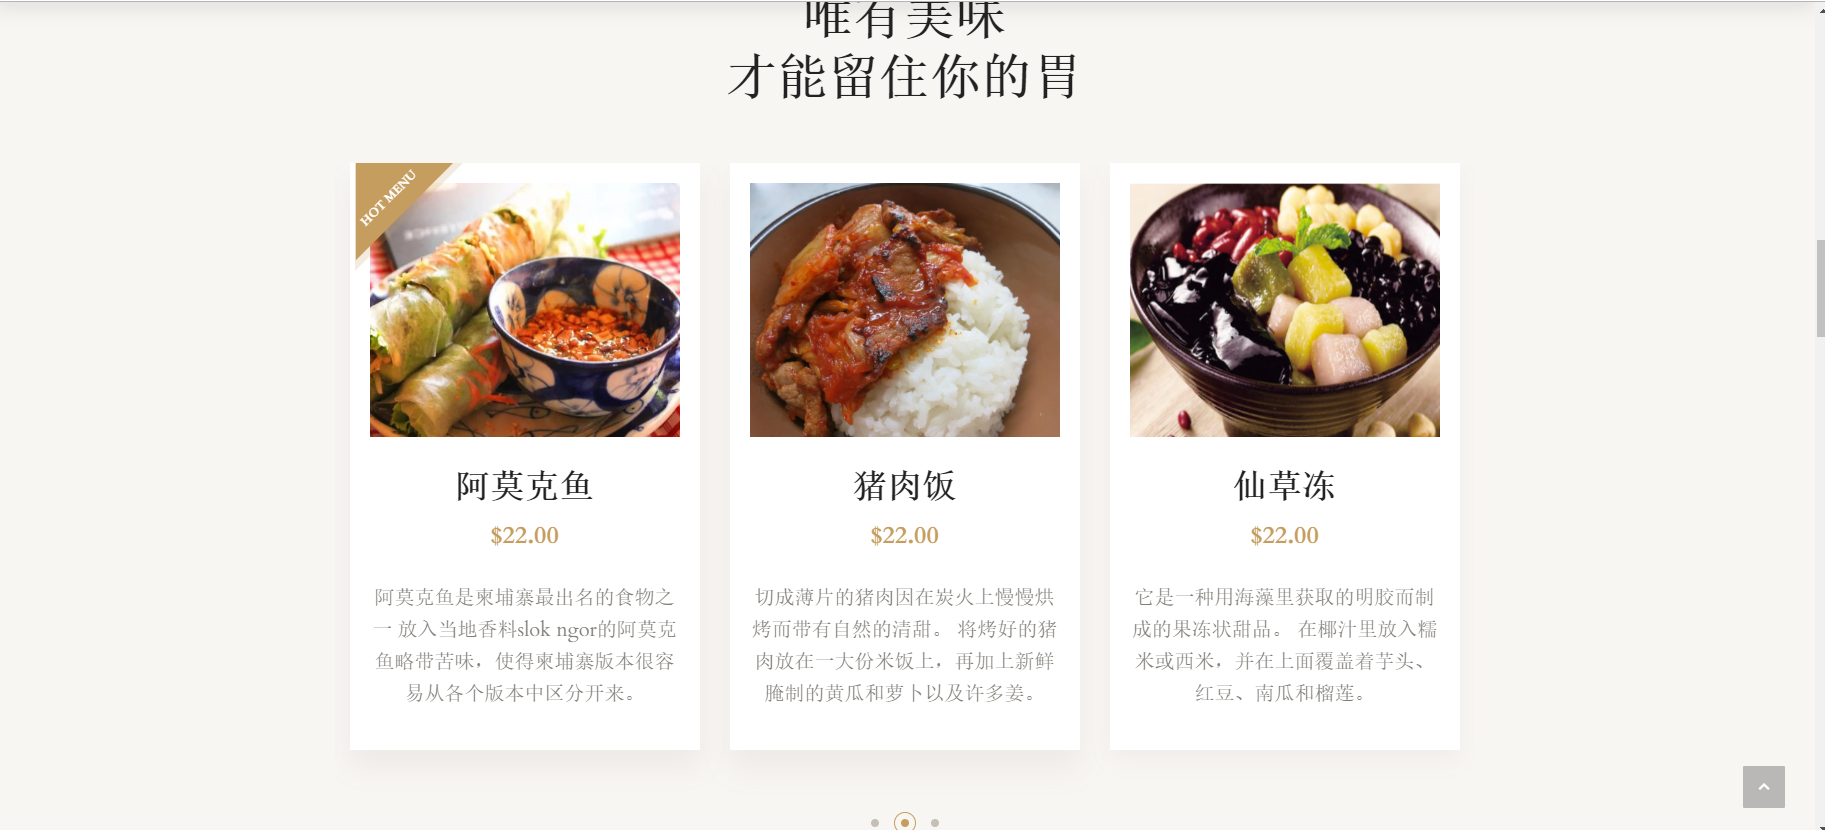 唯有美味
才能留住你的胃
HOT MENU
阿莫克鱼
$22.00
阿莫克鱼是柬埔寨最出名的食物之
一 放入当地香料slok ngor的阿莫克
鱼略带苦味，使得柬埔寨版本很容
易从各个版本中区分开来。
猪肉饭
$22.00
切成薄片的猪肉因在炭火上慢慢烘
烤而带有自然的清甜。 将烤好的猪
肉放在一大份米饭上，再加上新鲜
腌制的黄瓜和萝卜以及许多姜。
仙草冻
$22.00
它是一种用海藻里获取的明胶而制
成的果冻状甜品。 在椰汁里放入糯
米或西米，并在上面覆盖着芋头、
红豆、南瓜和榴莲。